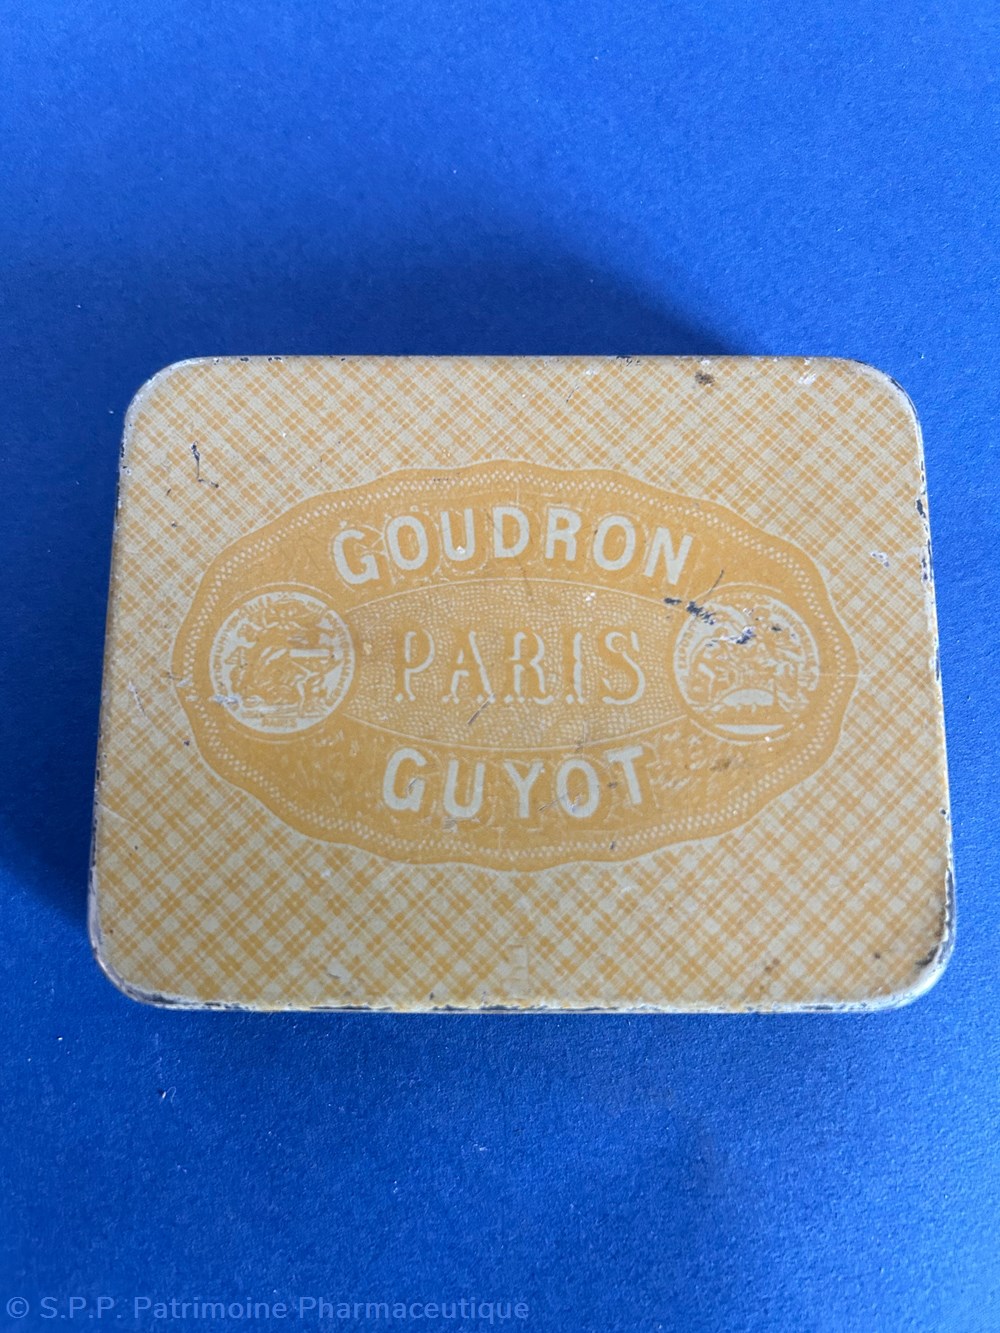 GOUDRON
PARIS
GUYOT
© S.P.P. Patrimoine Pharmaceutique